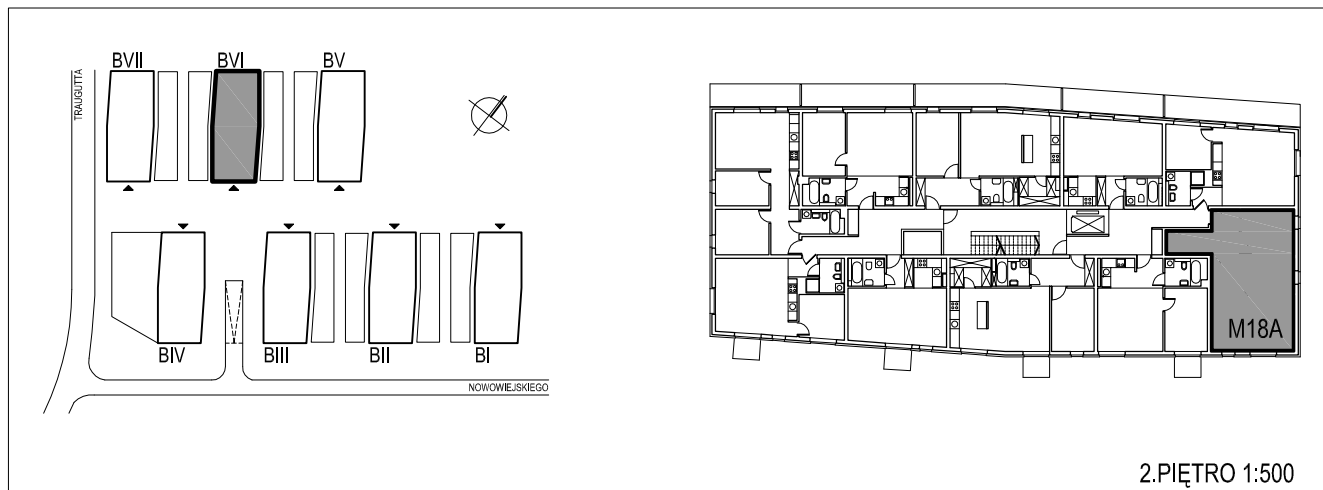 BVII
BVI
BV
TRAUGUTTA
BIV
BIII
BII
BI
NOWOWIEJSKIEGO
M18A
2.PIĘTRO 1:500